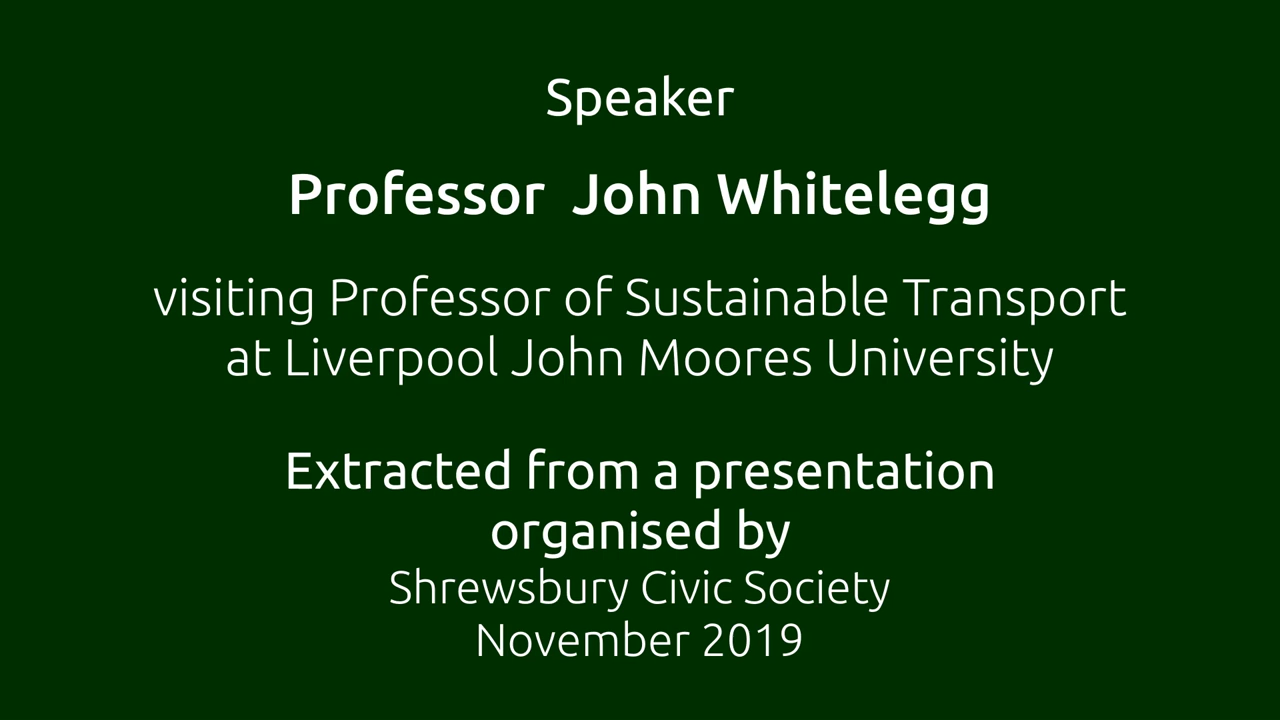 Speaker
Professor John Whitelegg
visiting Professor of Sustainable Transport
at Liverpool John Moores University
Extracted from a presentation
organised by
Shrewsbury Civic Society
November 2019